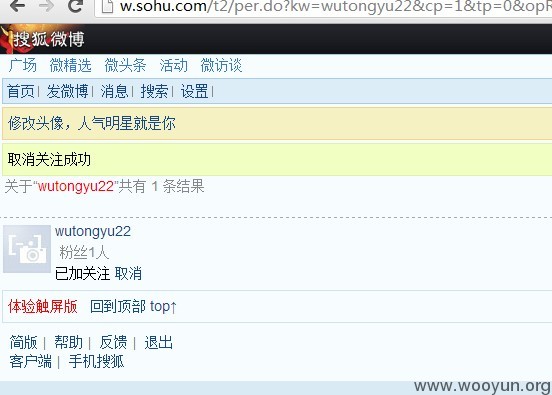 w.sohu.com/t2/per.do?kw=wutongyu22&cp=1&tp=0&opR
搜狐微博
广场 微精选 微头条 活动 微访谈
首页| 发微博| 消息| 搜索| 设置|
修改头像，人气明星就是你
取消关注成功
关于“wutongyu22”共有 1 条结果
wutongyu22
粉丝1人
已加关注 取消
体验触屏版 回到顶部 top↑
简版| 帮助| 反馈| 退出
客户端| 手机搜狐
www.wooyun.org